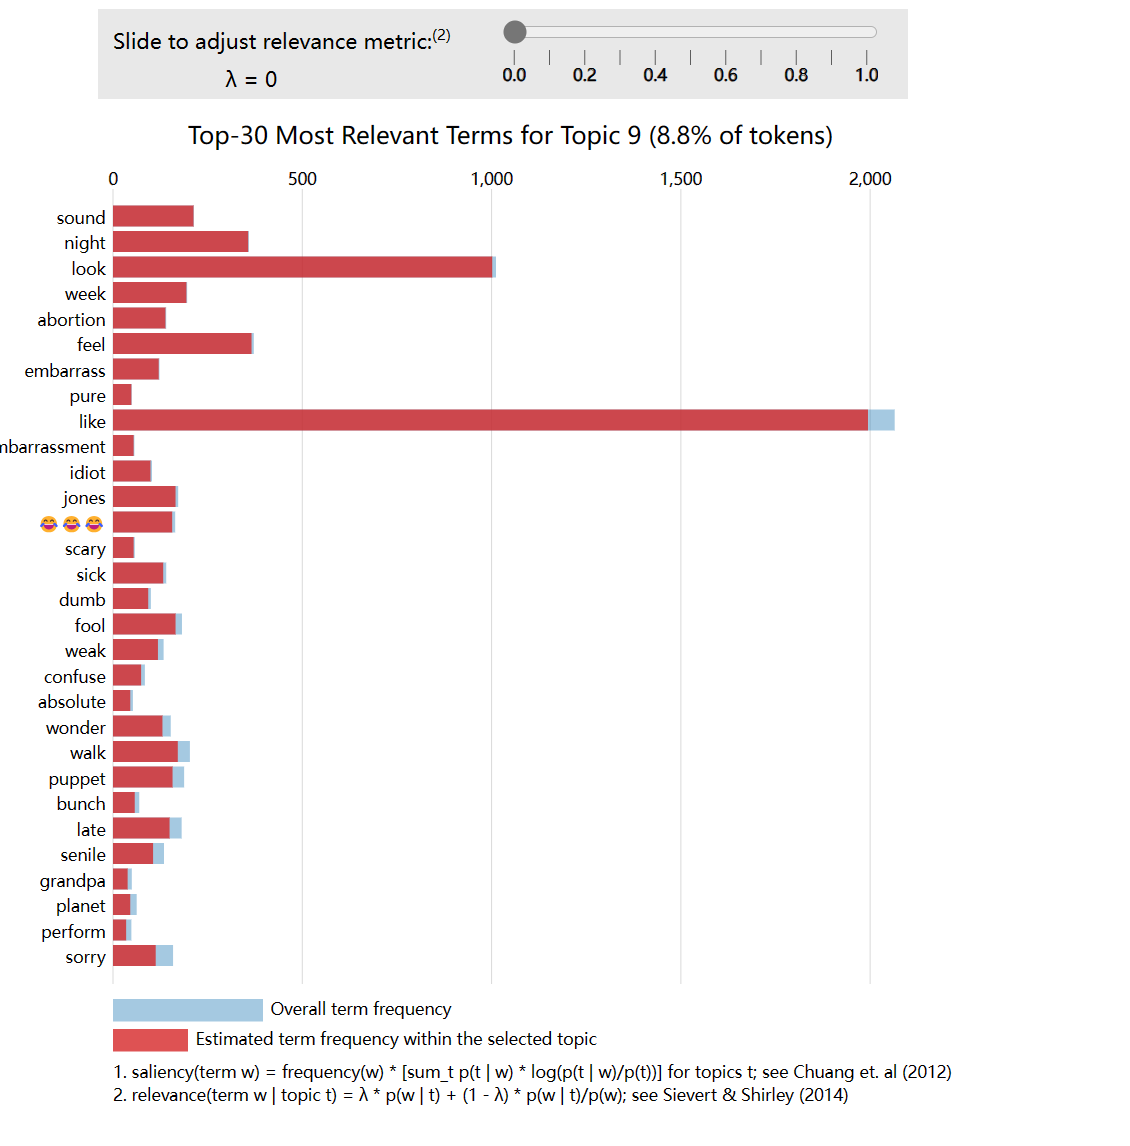 Slide to adjust relevance metric:(2)
λ = 0
0.0 0.2 0.4 0.6 0.8 1.0
Top-30 Most Relevant Terms for Topic 9 (8.8% of tokens)
0 500 1,000 1,500 2,000
sound
night
look
week
abortion
feel
embarrass
pure
like
mbarrassment
idiot
jones
😂 😂 😂
scary
sick
dumb
fool
weak
confuse
absolute
wonder
walk
puppet
bunch
late
senile
grandpa
planet
perform
sorry
Overall term frequency
Estimated term frequency within the selected topic
1. saliency(term w) = frequency(w) * [sum_t p(t | w) * log(p(t | w)/p(t))] for topics t; see Chuang et. al (2012)
2. relevance(term w | topic t) = λ * p(w | t) + (1 - λ) * p(w | t)/p(w); see Sievert & Shirley (2014)